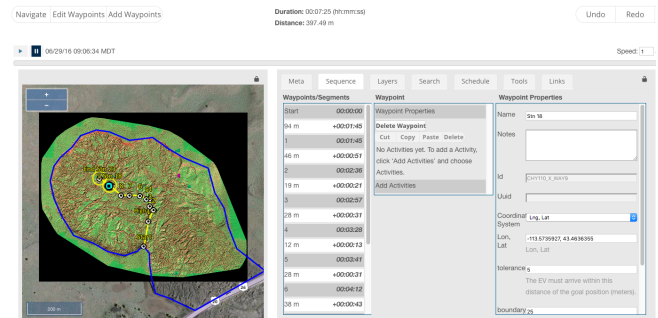 Navigate Edit Waypoints Add Waypoints
Duration: 00:07:25 (hh:mm:ss)
Distance: 397.49 m
Undo Redo
06/29/16 09:06:34 MDT
Speed: 1
Meta Sequence Layers Search Schedule Tools Links
Waypoints/Segments
Start 00:00:00
94 m +00:01:45
1 00:01:45
46 m +00:00:51
2 00:02:36
19 m +00:00:21
3 00:02:57
28 m +00:00:31
4 00:03:28
12 m +00:00:13
5 00:03:41
28 m +00:00:31
6 00:04:12
38 m +00:00:43
Waypoint
Waypoint Properties
Delete Waypoint
Cut Copy Paste Delete
No Activities yet. To add a Activity,
click 'Add Activities' and choose
Activities.
Add Activities
Waypoint Properties
Name Stn 18
Notes
Id
Uuid
Coordinat Lng, Lat
System
Lon, -113.5735927, 43.4636355
Lat Lon, Lat
tolerance 5
The EV must arrive within this
distance of the goal position (meters).
boundary 25
200 m
26
26